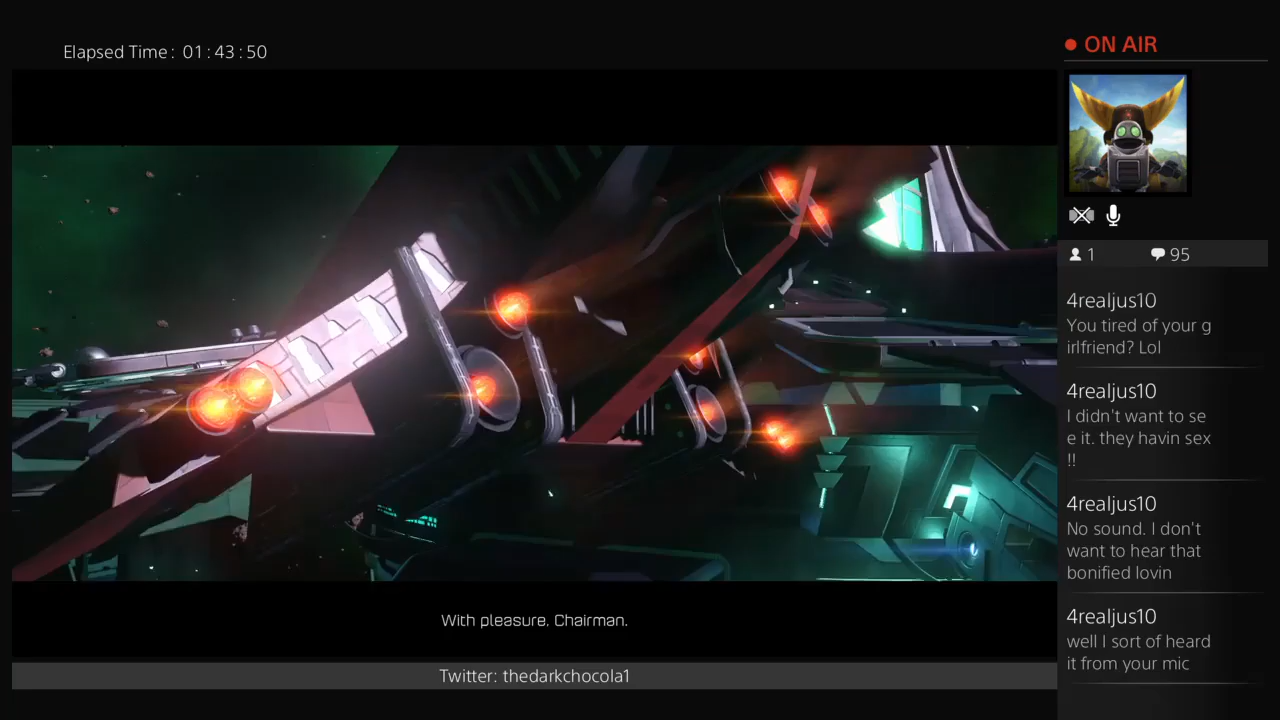 Elapsed Time: 01:43:50
ON AIR
1
95
4realjus10
You tired of your g
irlfriend? Lol
4realjus10
I didn't want to se
e it. they havin sex
!!
4realjus10
No sound. I don't
want to hear that
bonified lovin
4realjus10
well I sort of heard
it from your mic
With pleasure, Chairman.
Twitter: thedarkchocola1